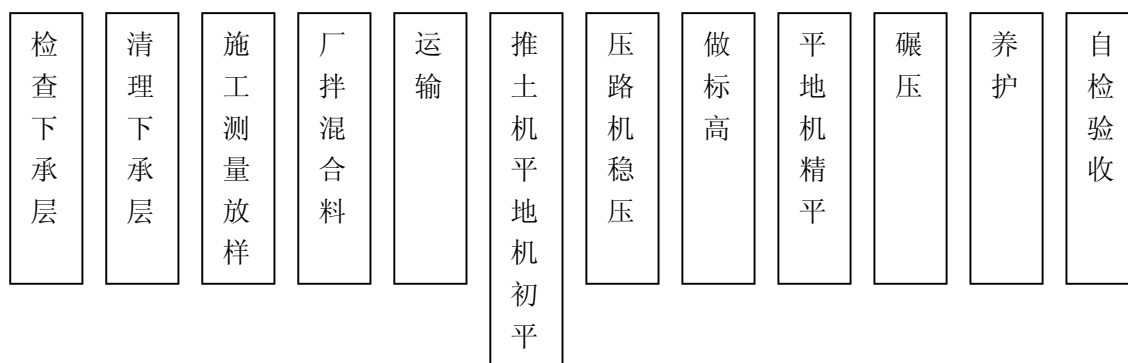 检查下承层
清理下承层
施工测量放样
厂拌混合料
运输
推土机平地机初平
压路机稳压
做标高
平地机精平
碾压
养护
自检验收